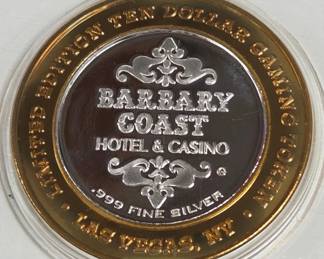 • LIMITED EDITION TEN DOLLAR GAMING TOKEN •
BARBARY
COAST
HOTEL & CASINO
.999 FINE SILVER
LAS VEGAS, NV